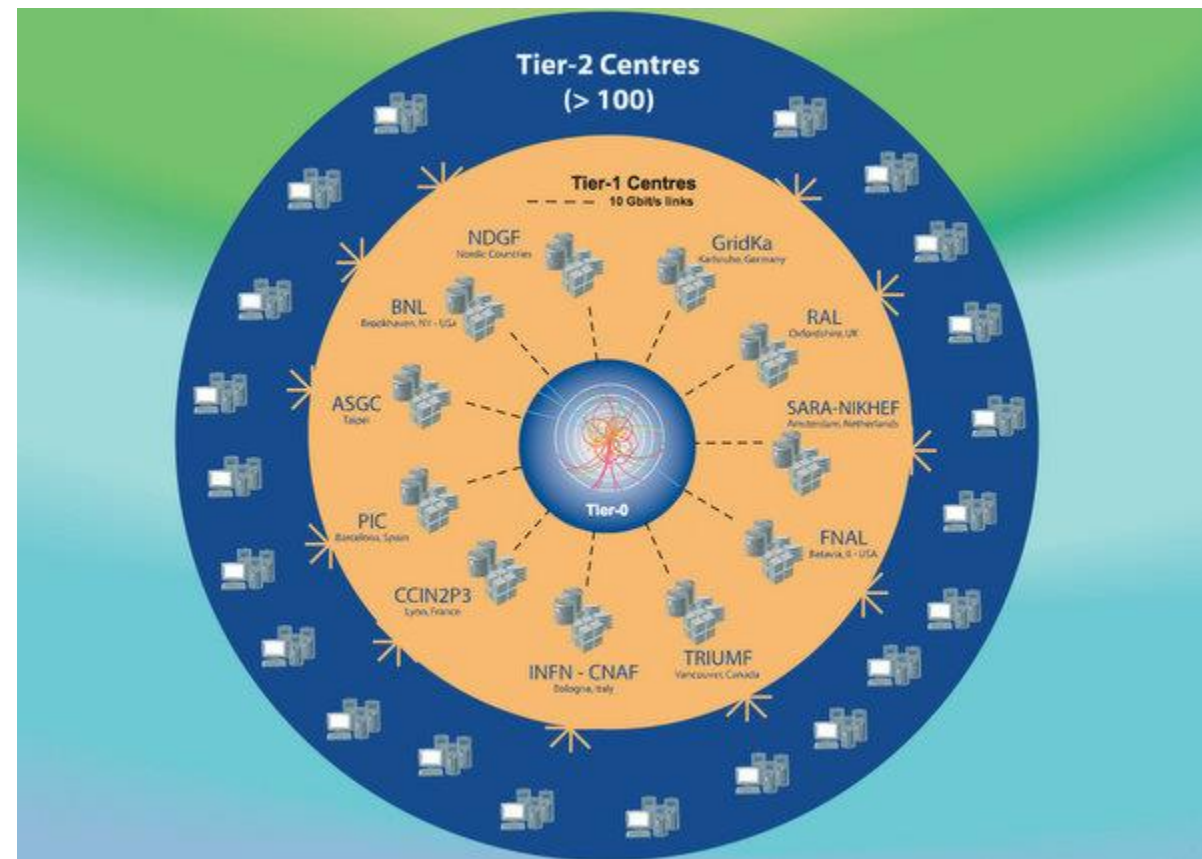 Tier-2 Centres
(> 100)
Tier-1 Centres
10 Gbit/s links
NDGF
Nordic Countries
GridKa
Karlsruhe, Germany
BNL
Brookhaven, NY - USA
RAL
Oxfordshire, UK
ASGC
Taipei
SARA-NIKHEF
Amsterdam, Netherlands
Tier-0
PIC
Barcelona, Spain
FNAL
Batavia, Il - USA
CCIN2P3
Lyon, France
INFN - CNAF
Bologna, Italy
TRIUMF
Vancouver, Canada